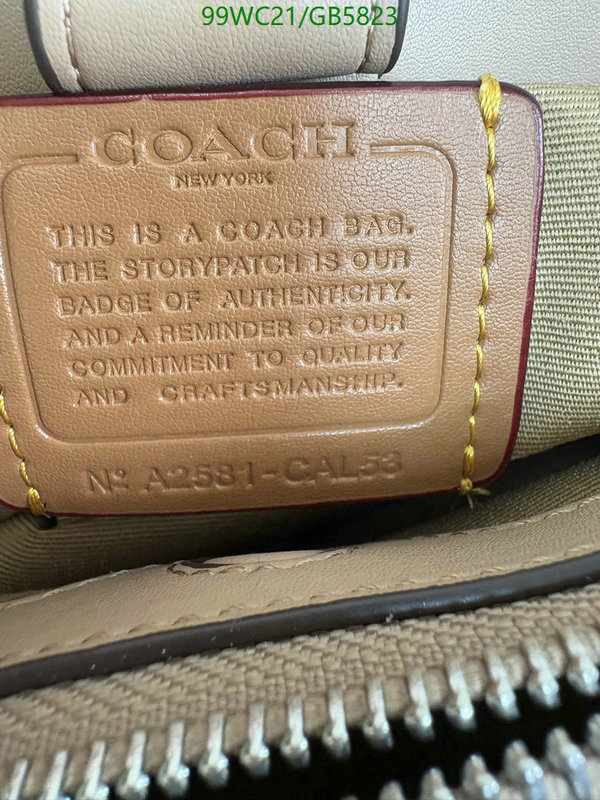 99WC21/GB5823
COACH
NEW YORK
THIS IS A COACH BAG.
THE STORYPATCH IS OUR
BADGE OF AUTHENTICITY.
AND A REMINDER OF OUR
COMMITMENT TO QUALITY
AND CRAFTSMANSHIP.
Nº A2581-CAL53